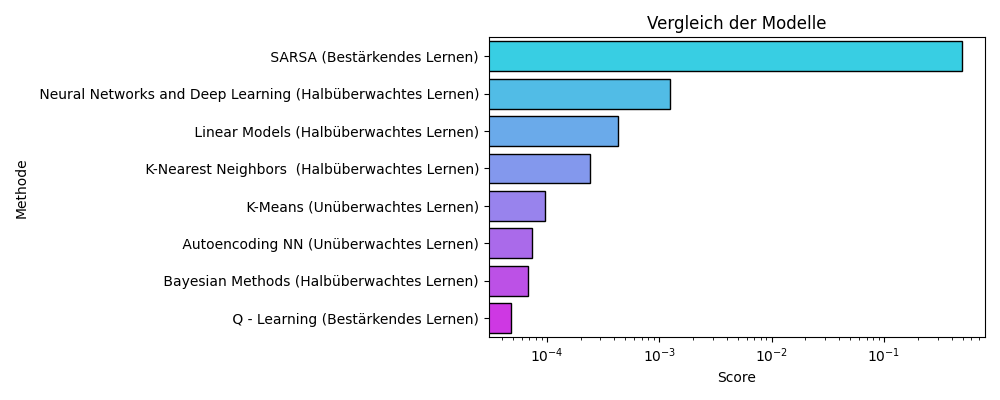 Vergleich der Modelle
SARSA (Bestärkendes Lernen)
Neural Networks and Deep Learning (Halbüberwachtes Lernen)
Linear Models (Halbüberwachtes Lernen)
K-Nearest Neighbors  (Halbüberwachtes Lernen)
K-Means (Unüberwachtes Lernen)
Autoencoding NN (Unüberwachtes Lernen)
Bayesian Methods (Halbüberwachtes Lernen)
Q - Learning (Bestärkendes Lernen)
Methode
10⁻⁴ 10⁻³ 10⁻² 10⁻¹
Score